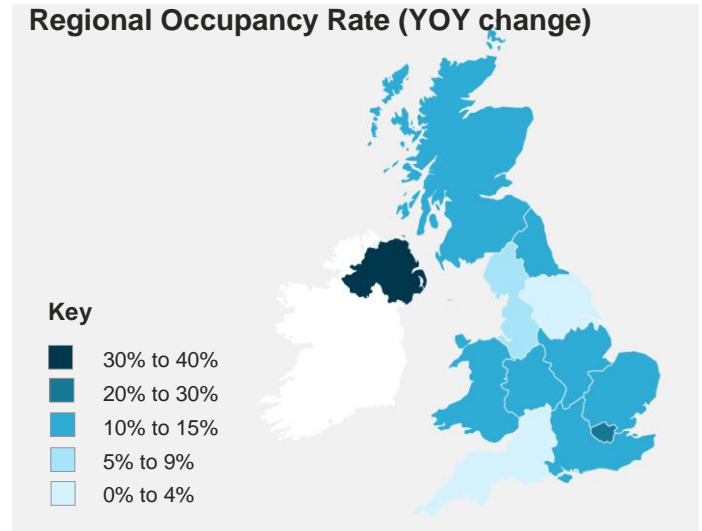 Regional Occupancy Rate (YOY change)
Key
30% to 40%
20% to 30%
10% to 15%
5% to 9%
0% to 4%